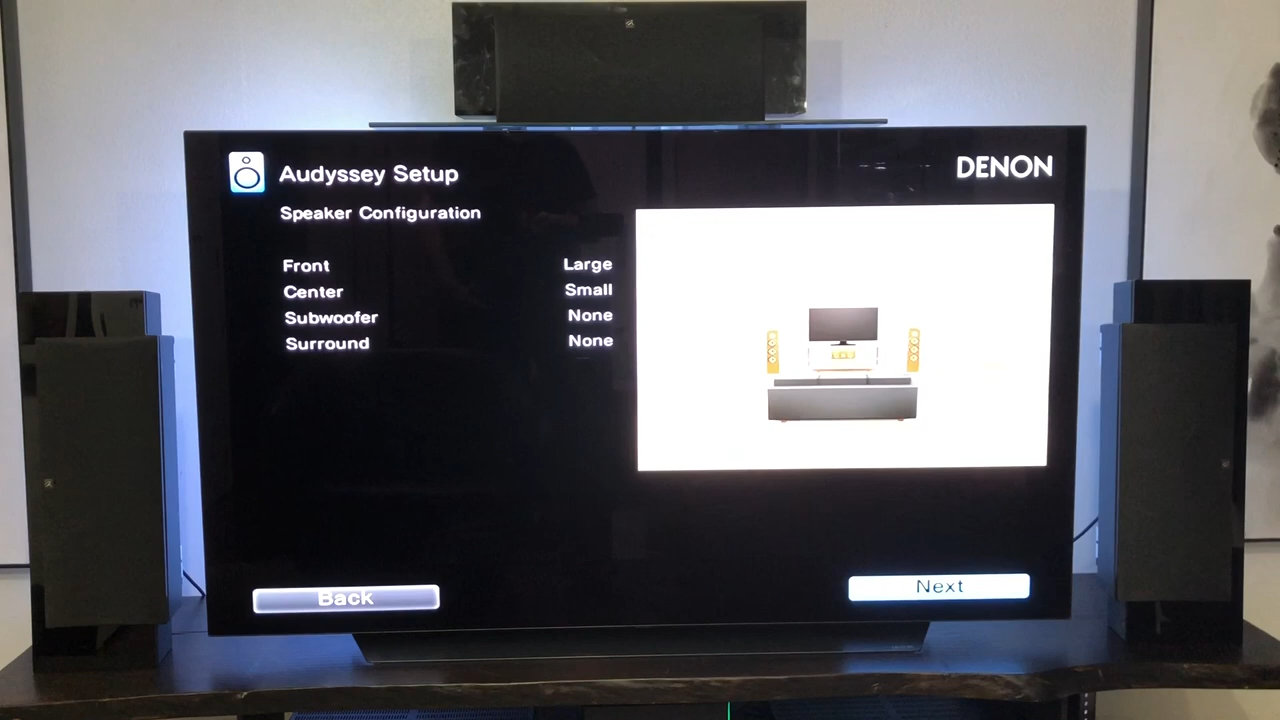 Audyssey Setup
DENON
Speaker Configuration
Front Large
Center Small
Subwoofer None
Surround None
Back
Next